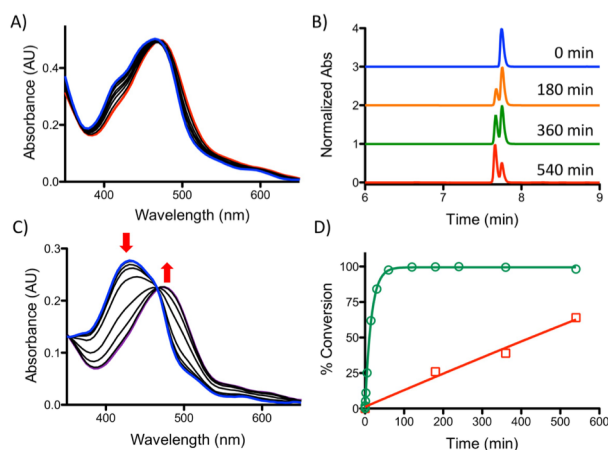 A)
Absorbance (AU)
0.4
0.2
0.0
400
500
600
Wavelength (nm)
B)
Normalized Abs
4
3
2
1
0
0 min
180 min
360 min
540 min
6
7
8
9
Time (min)
C)
Absorbance (AU)
0.3
0.2
0.1
0.0
400
500
600
Wavelength (nm)
D)
% Conversion
100
75
50
25
0
0
100
200
300
400
500
600
Time (min)